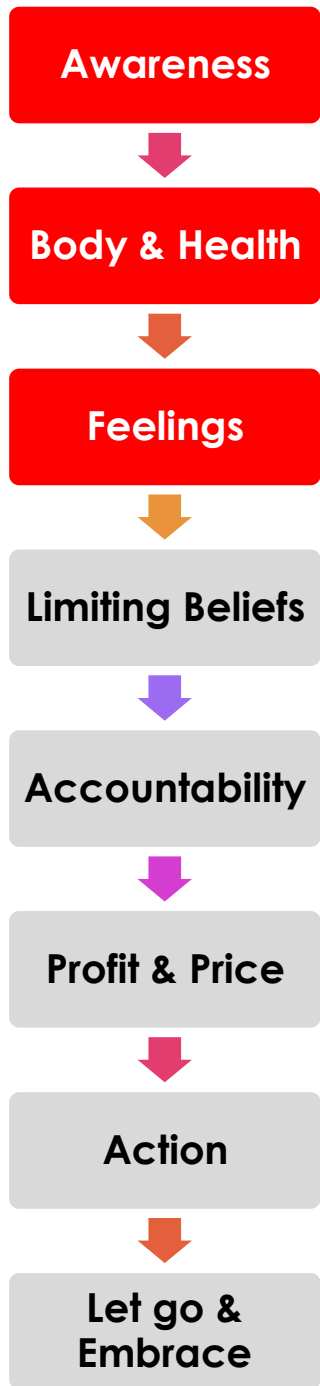 Awareness
Body & Health
Feelings
Limiting Beliefs
Accountability
Profit & Price
Action
Let go &
Embrace